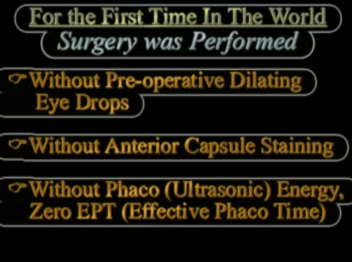 For the First Time In The World
Surgery was Performed
☞Without Pre-operative Dilating
Eye Drops
☞Without Anterior Capsule Staining
☞Without Phaco (Ultrasonic) Energy,
Zero EPT (Effective Phaco Time)